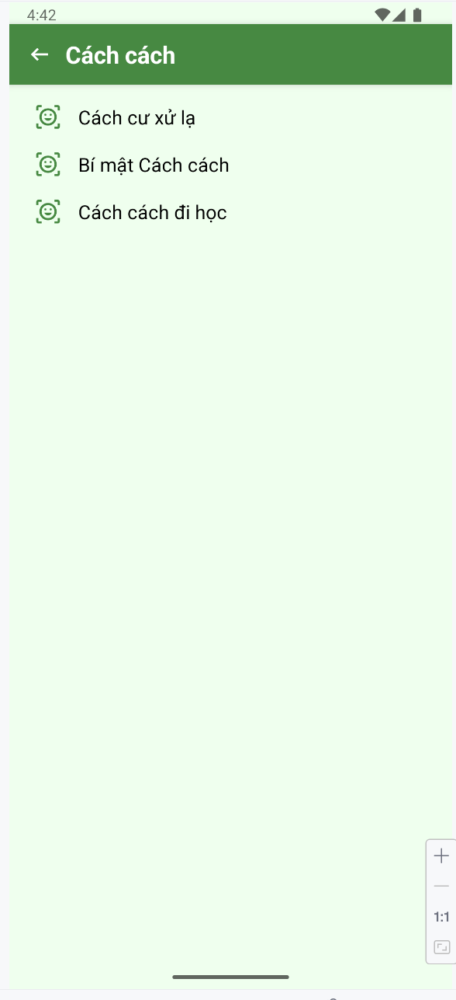 4:42
Cách cách
Cách cư xử lạ
Bí mật Cách cách
Cách cách đi học
1:1